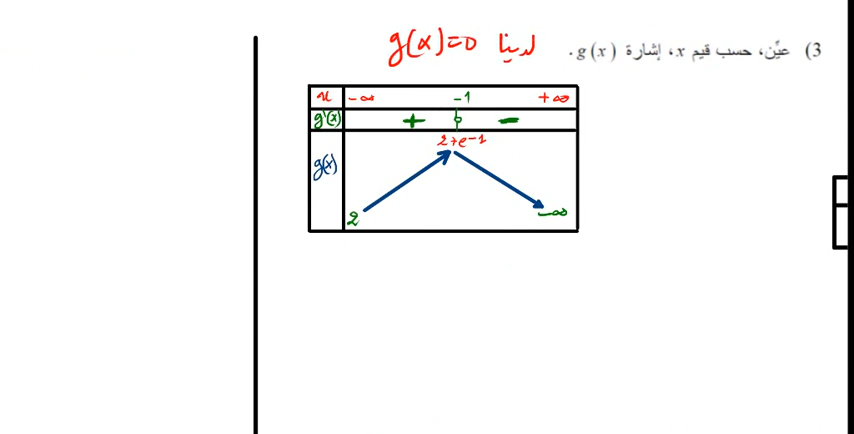 3) عيِّن، حسب قيم x، إشارة g(x).
لدينا g(α)=0
x -∞ -1 +∞
g'(x) + 0 -
g(x) 2 2+e-1 -∞